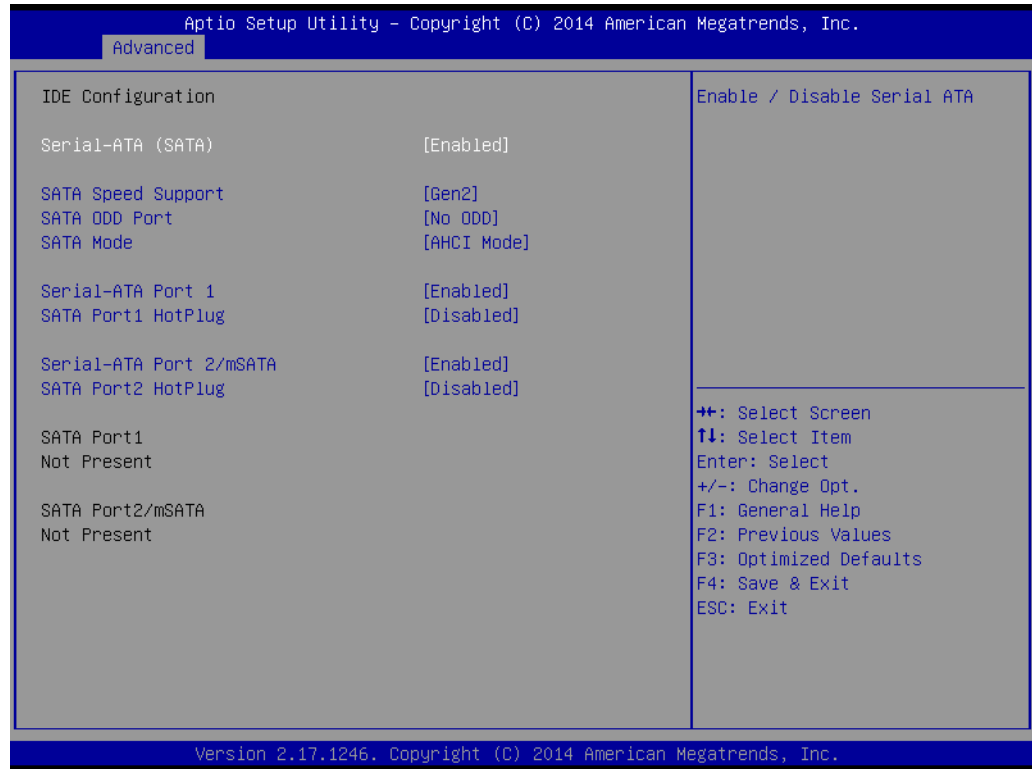 Aptio Setup Utility – Copyright (C) 2014 American Megatrends, Inc.
Advanced
IDE Configuration
Serial-ATA (SATA) [Enabled]
SATA Speed Support [Gen2]
SATA ODD Port [No ODD]
SATA Mode [AHCI Mode]
Serial-ATA Port 1 [Enabled]
SATA Port1 HotPlug [Disabled]
Serial-ATA Port 2/mSATA [Enabled]
SATA Port2 HotPlug [Disabled]
SATA Port1
Not Present
SATA Port2/mSATA
Not Present
Enable / Disable Serial ATA
→←: Select Screen
↑↓: Select Item
Enter: Select
+/-: Change Opt.
F1: General Help
F2: Previous Values
F3: Optimized Defaults
F4: Save & Exit
ESC: Exit
Version 2.17.1246. Copyright (C) 2014 American Megatrends, Inc.